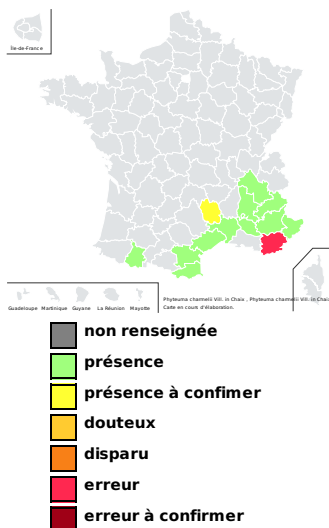 Île-de-France
Guadeloupe Martinique Guyane La Réunion Mayotte
Phyteuma charmelii Vill. in Chaix , Phyteuma charmelii Vill. in Chaix
Carte en cours d'élaboration.
non renseignée
présence
présence à confimer
douteux
disparu
erreur
erreur à confirmer